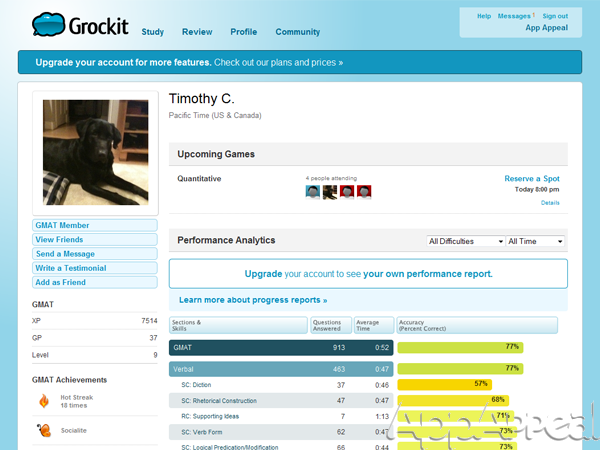 Grockit
Study Review Profile Community
Help Messages 1 Sign out
App Appeal
Upgrade your account for more features. Check out our plans and prices »
Timothy C.
Pacific Time (US & Canada)
Upcoming Games
Quantitative
4 people attending
Reserve a Spot
Today 8:00 pm
Details
GMAT Member
View Friends
Send a Message
Write a Testimonial
Add as Friend
GMAT
XP 7514
GP 37
Level 9
GMAT Achievements
Hot Streak
18 times
Socialite
Performance Analytics
All Difficulties
All Time
Upgrade your account to see your own performance report.
Learn more about progress reports »
Sections & Skills
Questions Answered
Average Time
Accuracy (Percent Correct)
GMAT 913 0:52 77%
Verbal 463 0:47 77%
SC: Diction 37 0:46 57%
SC: Rhetorical Construction 47 0:47 68%
RC: Supporting Ideas 7 1:13 71%
SC: Verb Form 62 0:47 73%
SC: Logical Predication/Modification 66 0:44 73%
AppAppeal